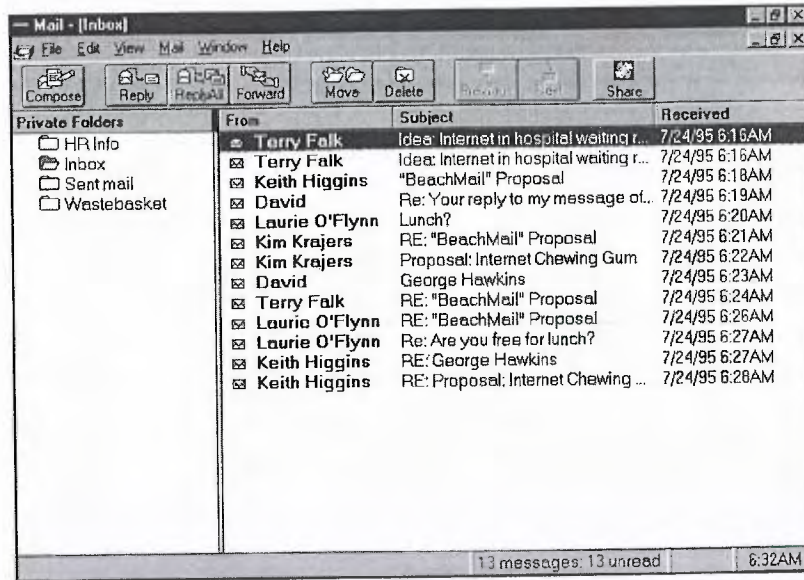 Mail - [Inbox]
File Edit View Mail Window Help
Compose Reply ReplyAll Forward Move Delete Previous Next Share
Private Folders From Subject Received
HR Info
Inbox
Sent mail
Wastebasket
Terry Falk Idea: Internet in hospital waiting r... 7/24/95 6:16AM
Terry Falk Idea: Internet in hospital waiting r... 7/24/95 6:16AM
Keith Higgins "BeachMail" Proposal 7/24/95 6:18AM
David Re: Your reply to my message of... 7/24/95 6:19AM
Laurie O'Flynn Lunch? 7/24/95 6:20AM
Kim Krajers RE: "BeachMail" Proposal 7/24/95 6:21AM
Kim Krajers Proposal: Internet Chewing Gum 7/24/95 6:22AM
David George Hawkins 7/24/95 6:23AM
Terry Falk RE: "BeachMail" Proposal 7/24/95 6:24AM
Laurie O'Flynn RE: "BeachMail" Proposal 7/24/95 6:26AM
Laurie O'Flynn Re: Are you free for lunch? 7/24/95 6:27AM
Keith Higgins RE: George Hawkins 7/24/95 6:27AM
Keith Higgins RE: Proposal: Internet Chewing ... 7/24/95 6:28AM
13 messages: 13 unread 6:32AM